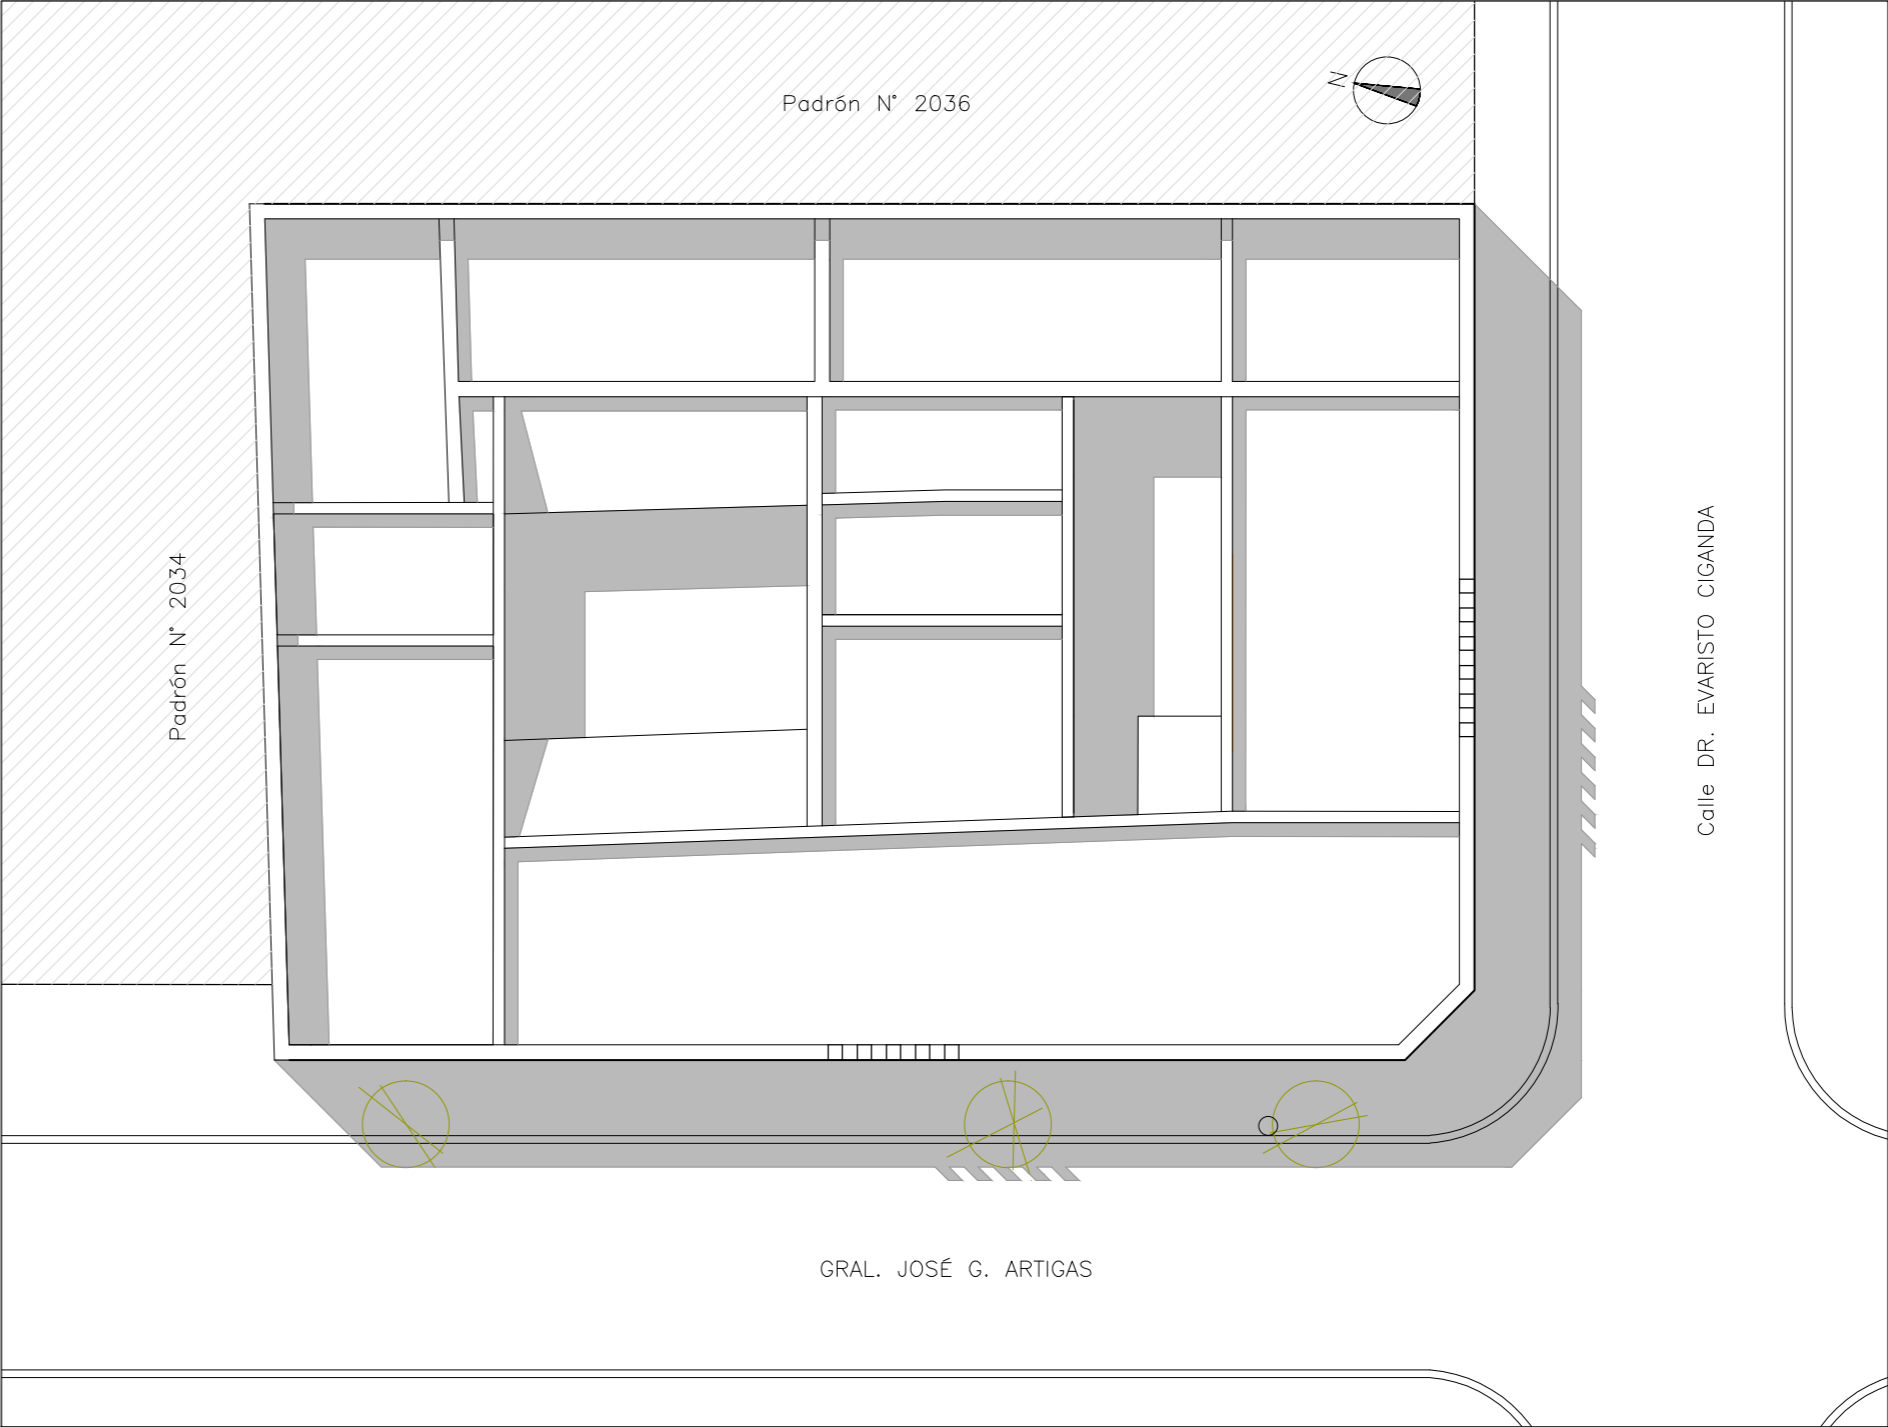 Padrón N° 2036
N
Padrón N° 2034
Calle DR. EVARISTO CIGANDA
GRAL. JOSÉ G. ARTIGAS